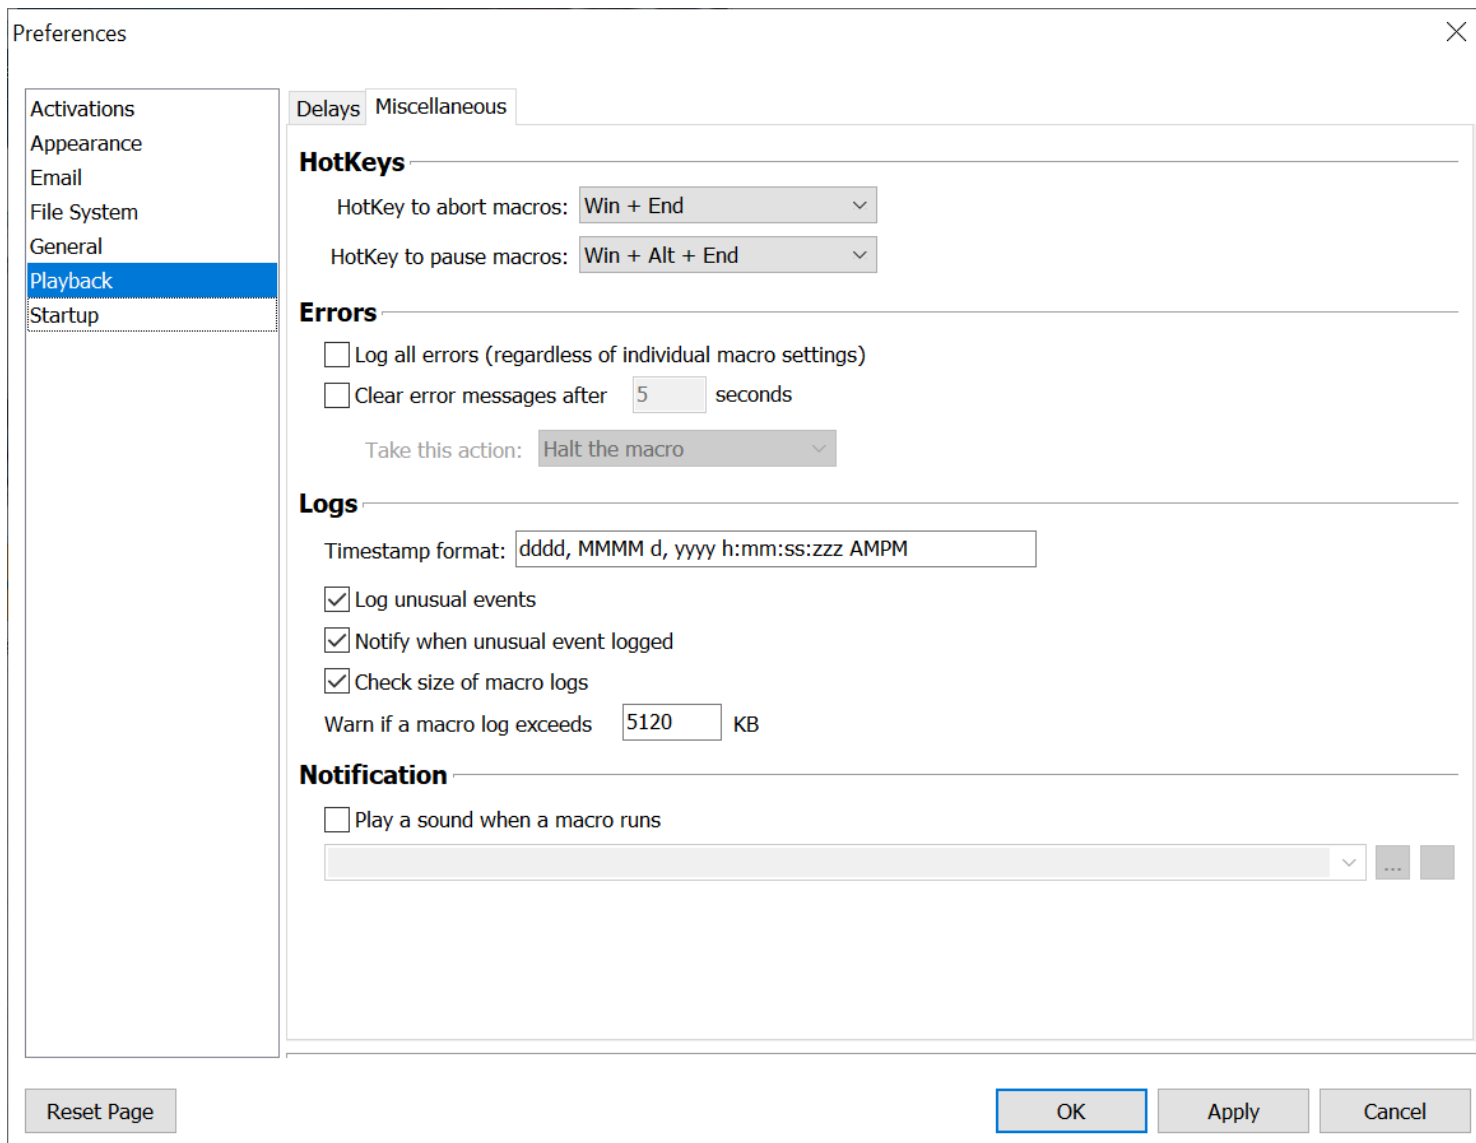 Preferences
Activations
Appearance
Email
File System
General
Playback
Startup
Delays
Miscellaneous
HotKeys
HotKey to abort macros: Win + End
HotKey to pause macros: Win + Alt + End
Errors
Log all errors (regardless of individual macro settings)
Clear error messages after 5 seconds
Take this action: Halt the macro
Logs
Timestamp format: dddd, MMMM d, yyyy h:mm:ss:zzz AMPM
Log unusual events
Notify when unusual event logged
Check size of macro logs
Warn if a macro log exceeds 5120 KB
Notification
Play a sound when a macro runs
...
Reset Page
OK
Apply
Cancel